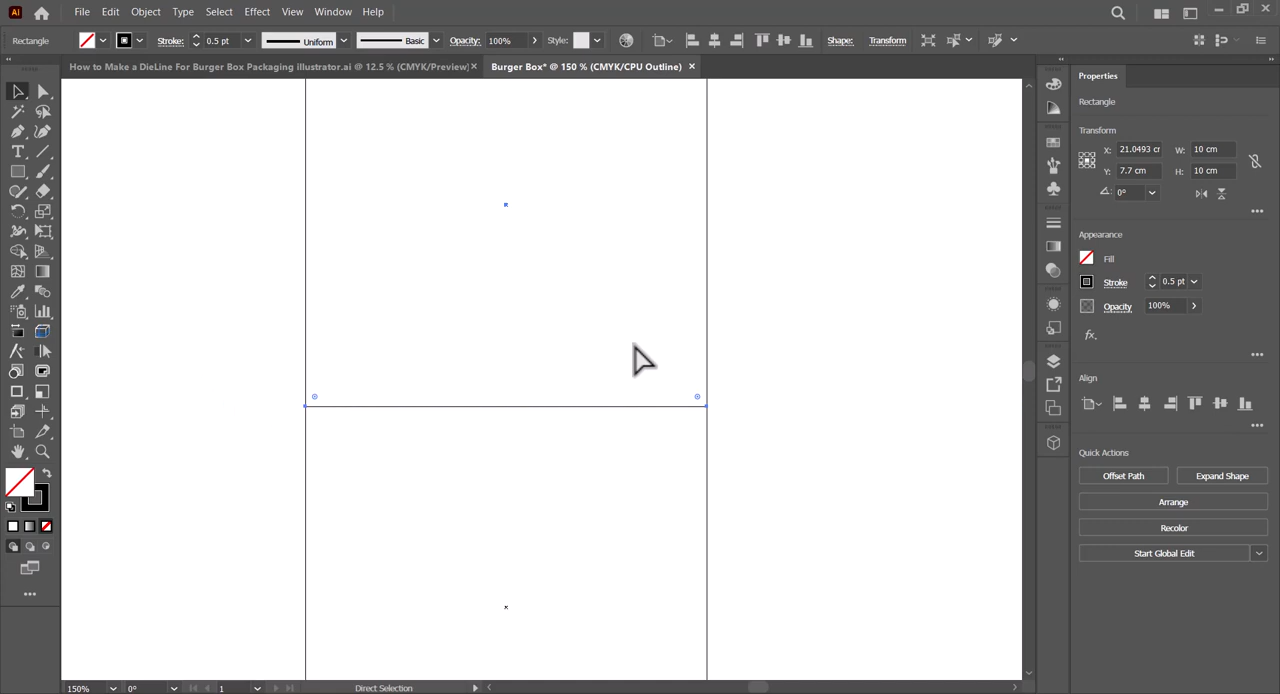 Ai File Edit Object Type Select Effect View Window Help
Rectangle Stroke: 0.5 pt Uniform Basic Opacity: 100% Style: Shape: Transform
How to Make a DieLine For Burger Box Packaging illustrator.ai @ 12.5 % (CMYK/Preview) Burger Box* @ 150 % (CMYK/CPU Outline)
Properties
Rectangle
Transform
X: 21.0493 cr W: 10 cm
Y: 7.7 cm H: 10 cm
0°
Appearance
Fill
Stroke 0.5 pt
Opacity 100%
fx.
Align
Quick Actions
Offset Path Expand Shape
Arrange
Recolor
Start Global Edit
150% 0° 1 Direct Selection